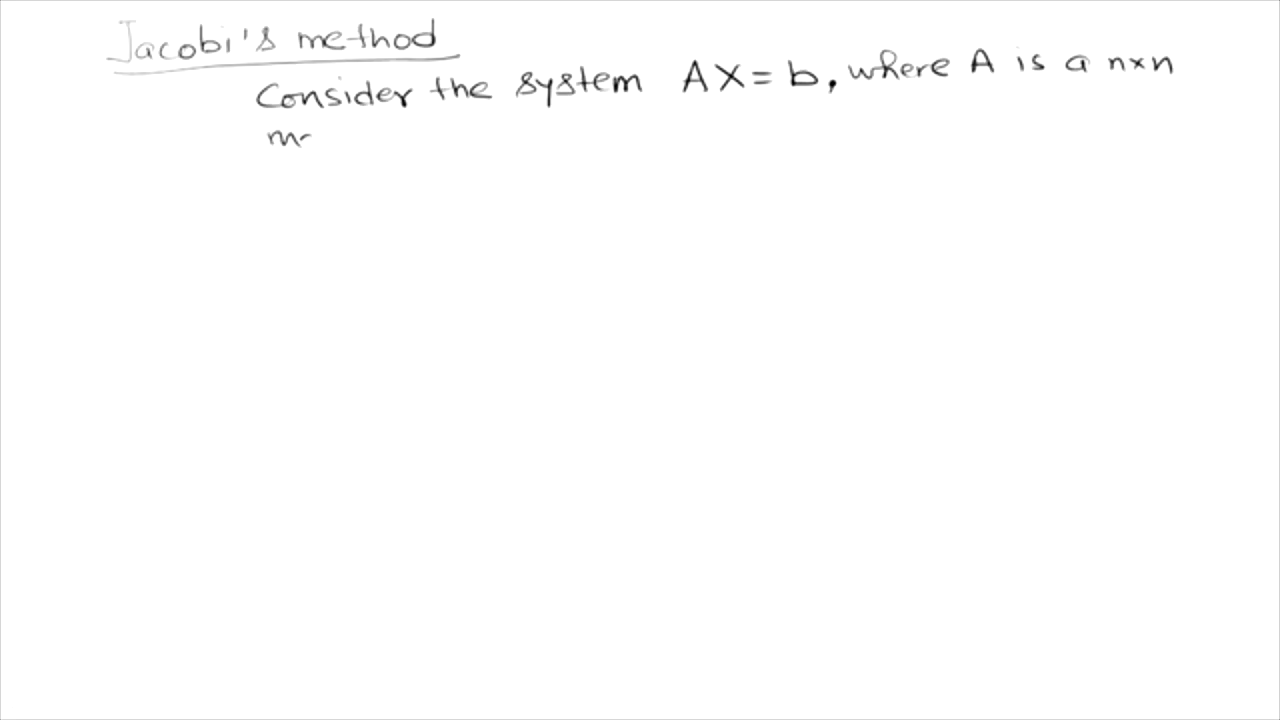 Jacobi's method
Consider the system AX = b, where A is a n×n